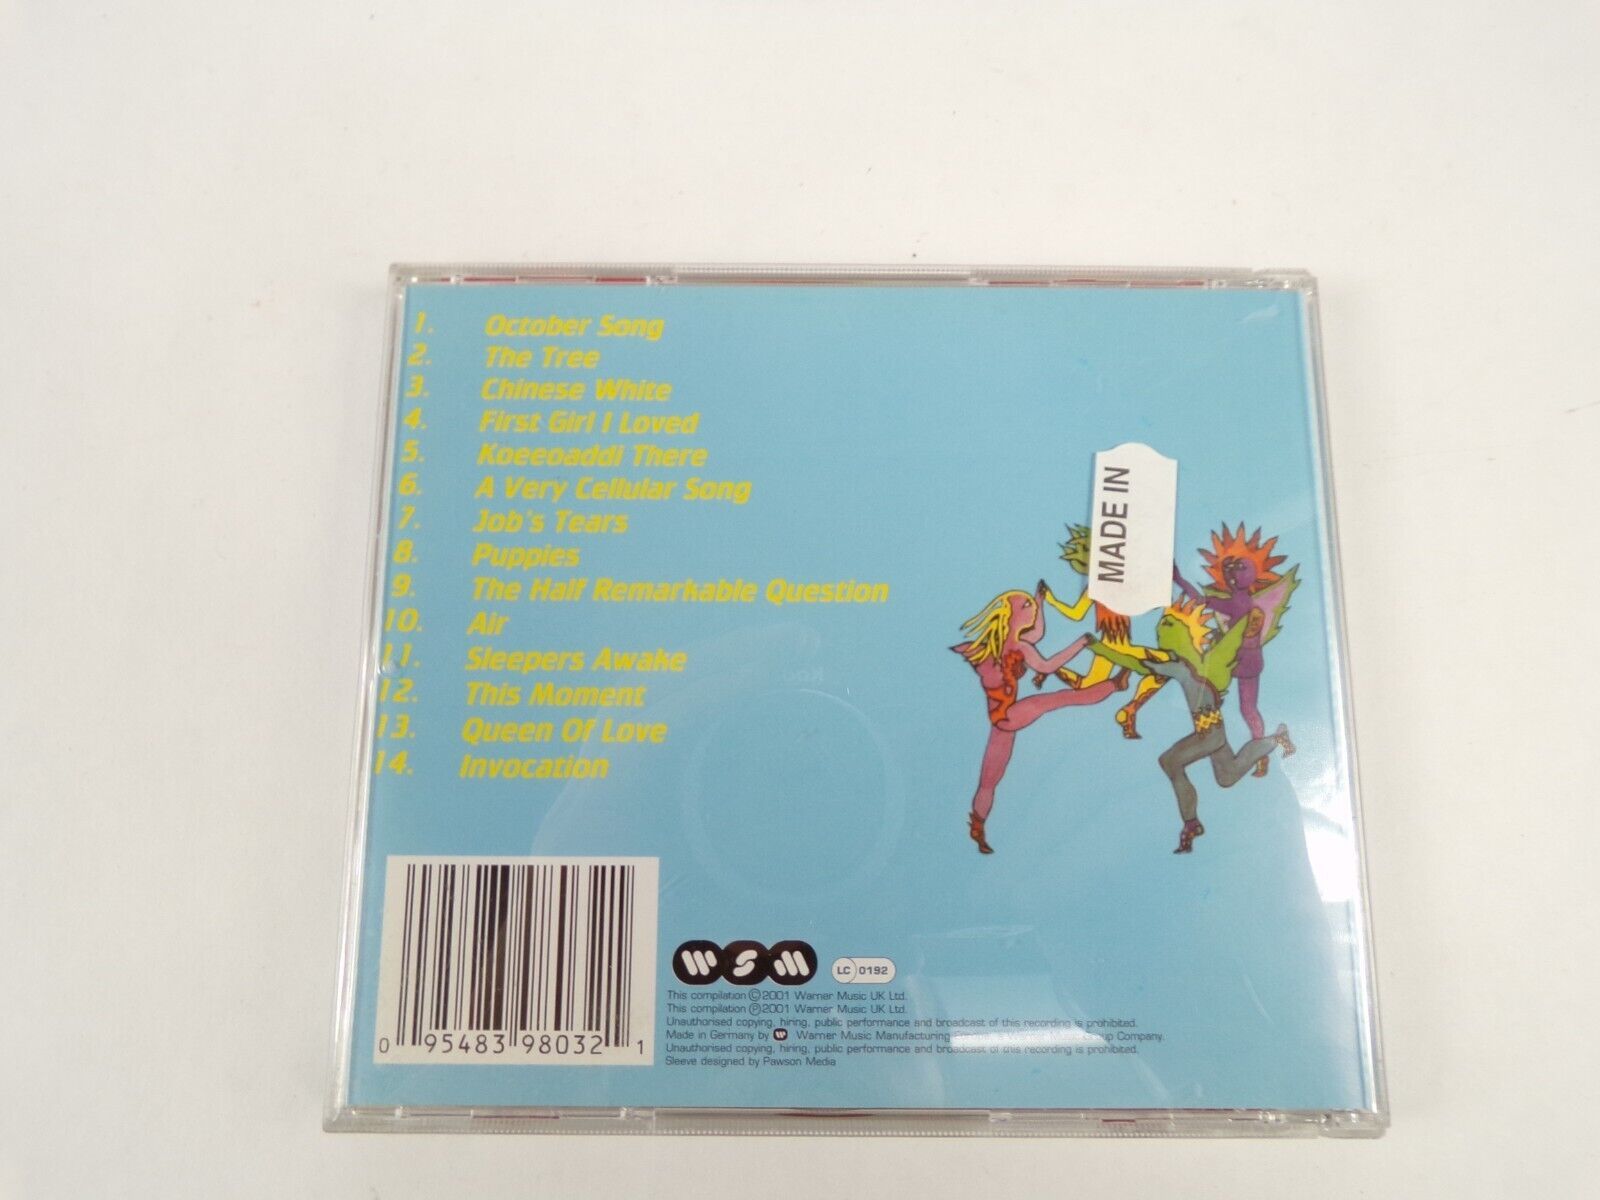 1. October Song
2. The Tree
3. Chinese White
4. First Girl I Loved
5. Koeeoaddi There
6. A Very Cellular Song
7. Job's Tears
8. Puppies
9. The Half Remarkable Question
10. Air
11. Sleepers Awake
12. This Moment
13. Queen Of Love
14. Invocation
MADE IN
WSM
LC 0192
This compilation ©2001 Warner Music UK Ltd.
This compilation ℗2001 Warner Music UK Ltd.
Unauthorised copying, hiring, public performance and broadcast of this recording is prohibited.
Made in Germany by Warner Music Manufacturing Company.
Unauthorised copying, hiring, public performance and broadcast of this recording is prohibited.
Sleeve designed by Pawson Media
0 95483 98032 1